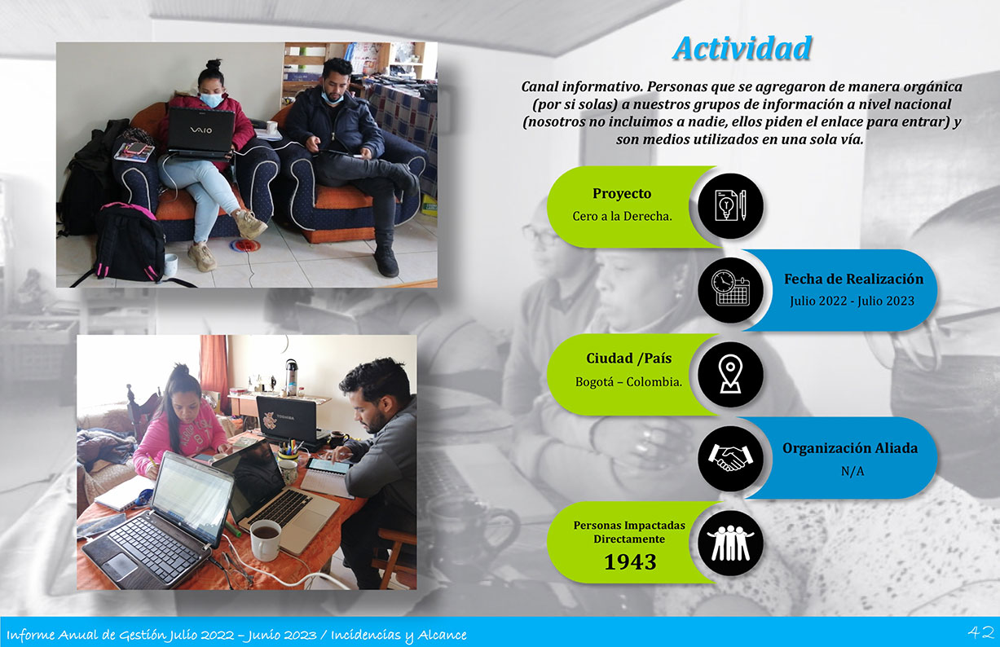 Actividad
Canal informativo. Personas que se agregaron de manera orgánica
(por si solas) a nuestros grupos de información a nivel nacional
(nosotros no incluimos a nadie, ellos piden el enlace para entrar) y
son medios utilizados en una sola vía.
Proyecto
Cero a la Derecha.
Fecha de Realización
Julio 2022 - Julio 2023
Ciudad /País
Bogotá – Colombia.
Organización Aliada
N/A
Personas Impactadas
Directamente
1943
VAIO
TOSHIBA
Informe Anual de Gestión Julio 2022 – Junio 2023 / Incidencias y Alcance
42